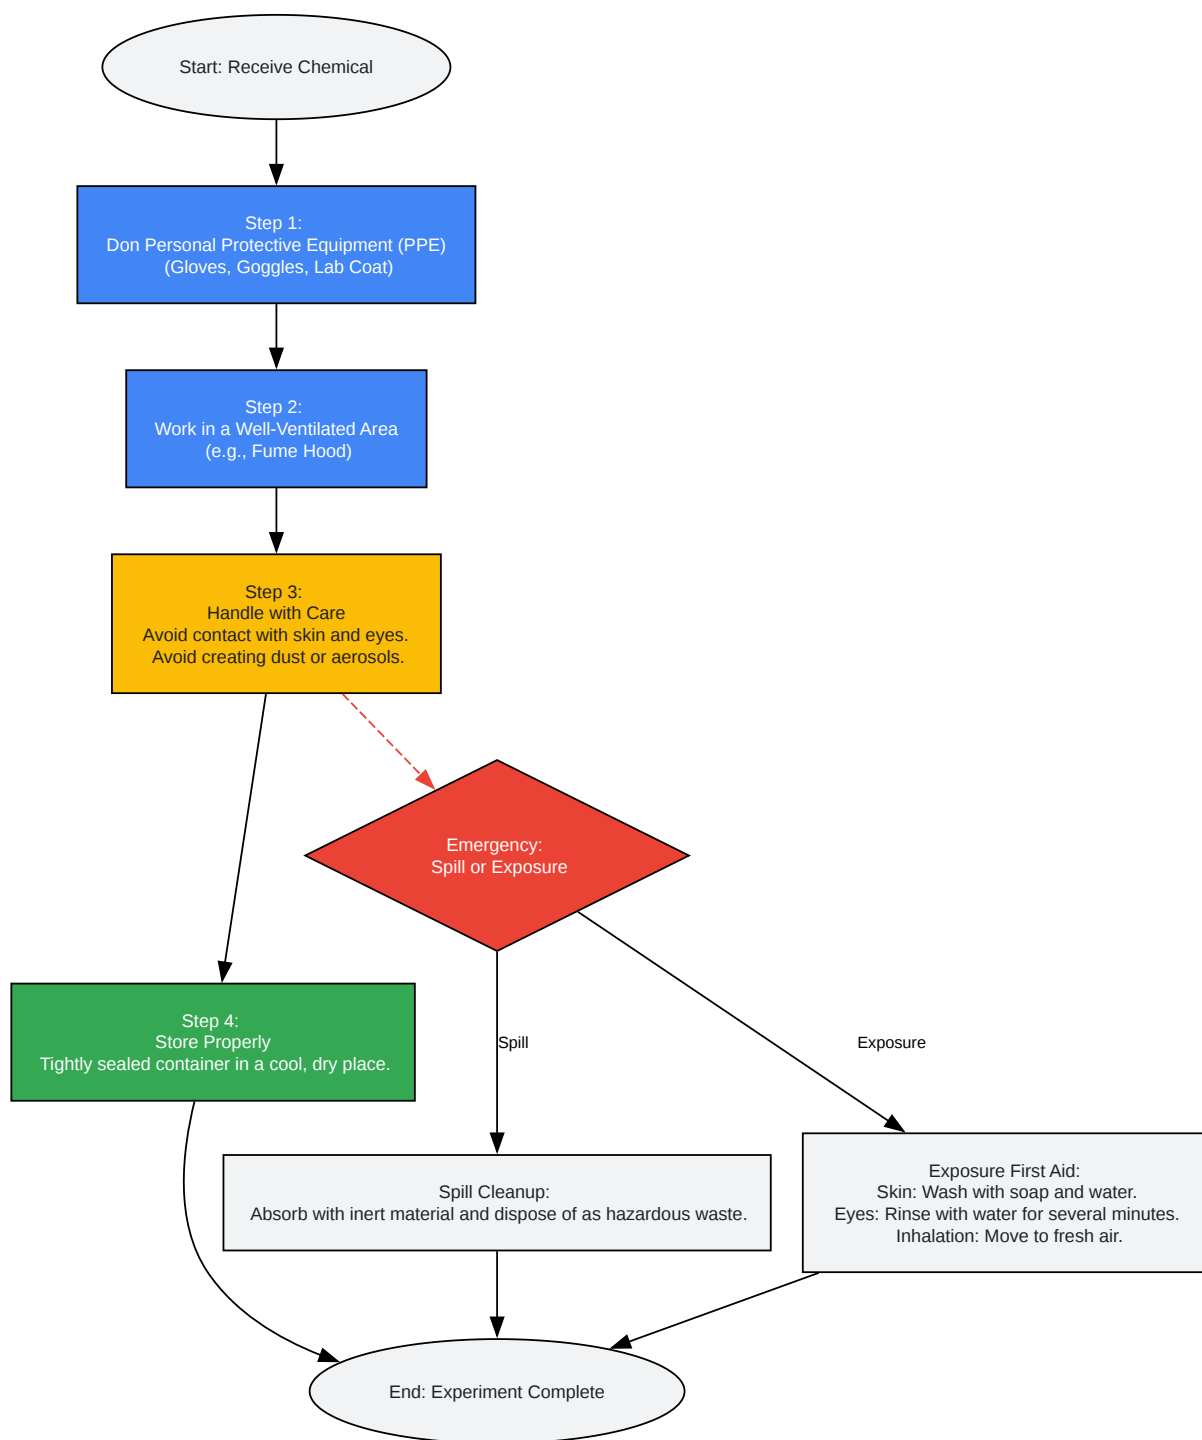 Start: Receive Chemical
Step 1:
Don Personal Protective Equipment (PPE)
(Gloves, Goggles, Lab Coat)
Step 2:
Work in a Well-Ventilated Area
(e.g., Fume Hood)
Step 3:
Handle with Care
Avoid contact with skin and eyes.
Avoid creating dust or aerosols.
Emergency:
Spill or Exposure
Step 4:
Store Properly
Tightly sealed container in a cool, dry place.
Spill
Exposure
Spill Cleanup:
Absorb with inert material and dispose of as hazardous waste.
Exposure First Aid:
Skin: Wash with soap and water.
Eyes: Rinse with water for several minutes.
Inhalation: Move to fresh air.
End: Experiment Complete